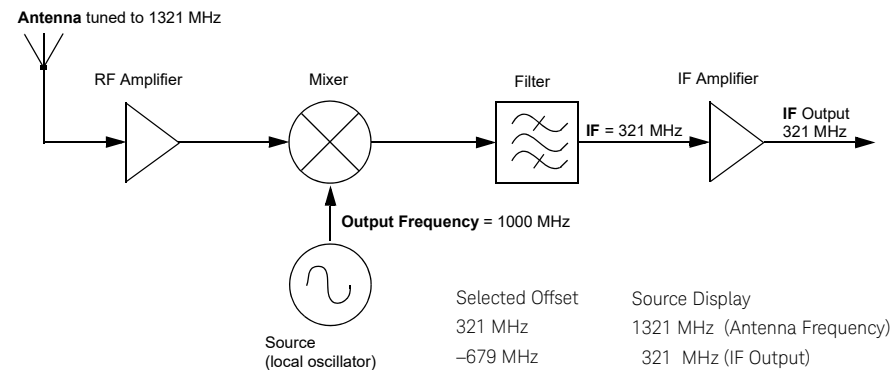 Antenna tuned to 1321 MHz
RF Amplifier
Mixer
Filter
IF Amplifier
IF = 321 MHz
IF Output
321 MHz
Output Frequency = 1000 MHz
Source
(local oscillator)
Selected Offset Source Display
321 MHz 1321 MHz (Antenna Frequency)
–679 MHz 321 MHz (IF Output)